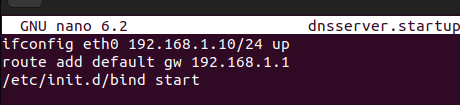 GNU nano 6.2 dnsserver.startup
ifconfig eth0 192.168.1.10/24 up
route add default gw 192.168.1.1
/etc/init.d/bind start